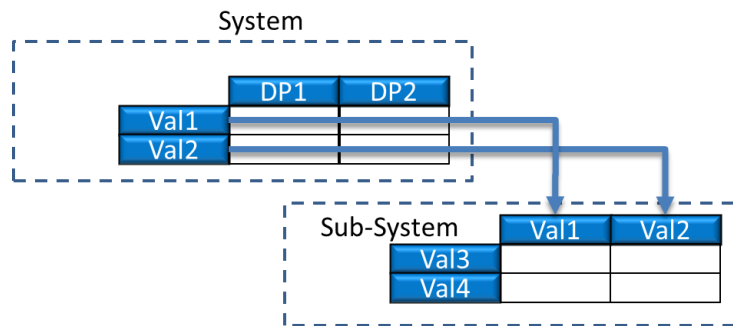 System
DP1 DP2
Val1
Val2
Sub-System Val1 Val2
Val3
Val4